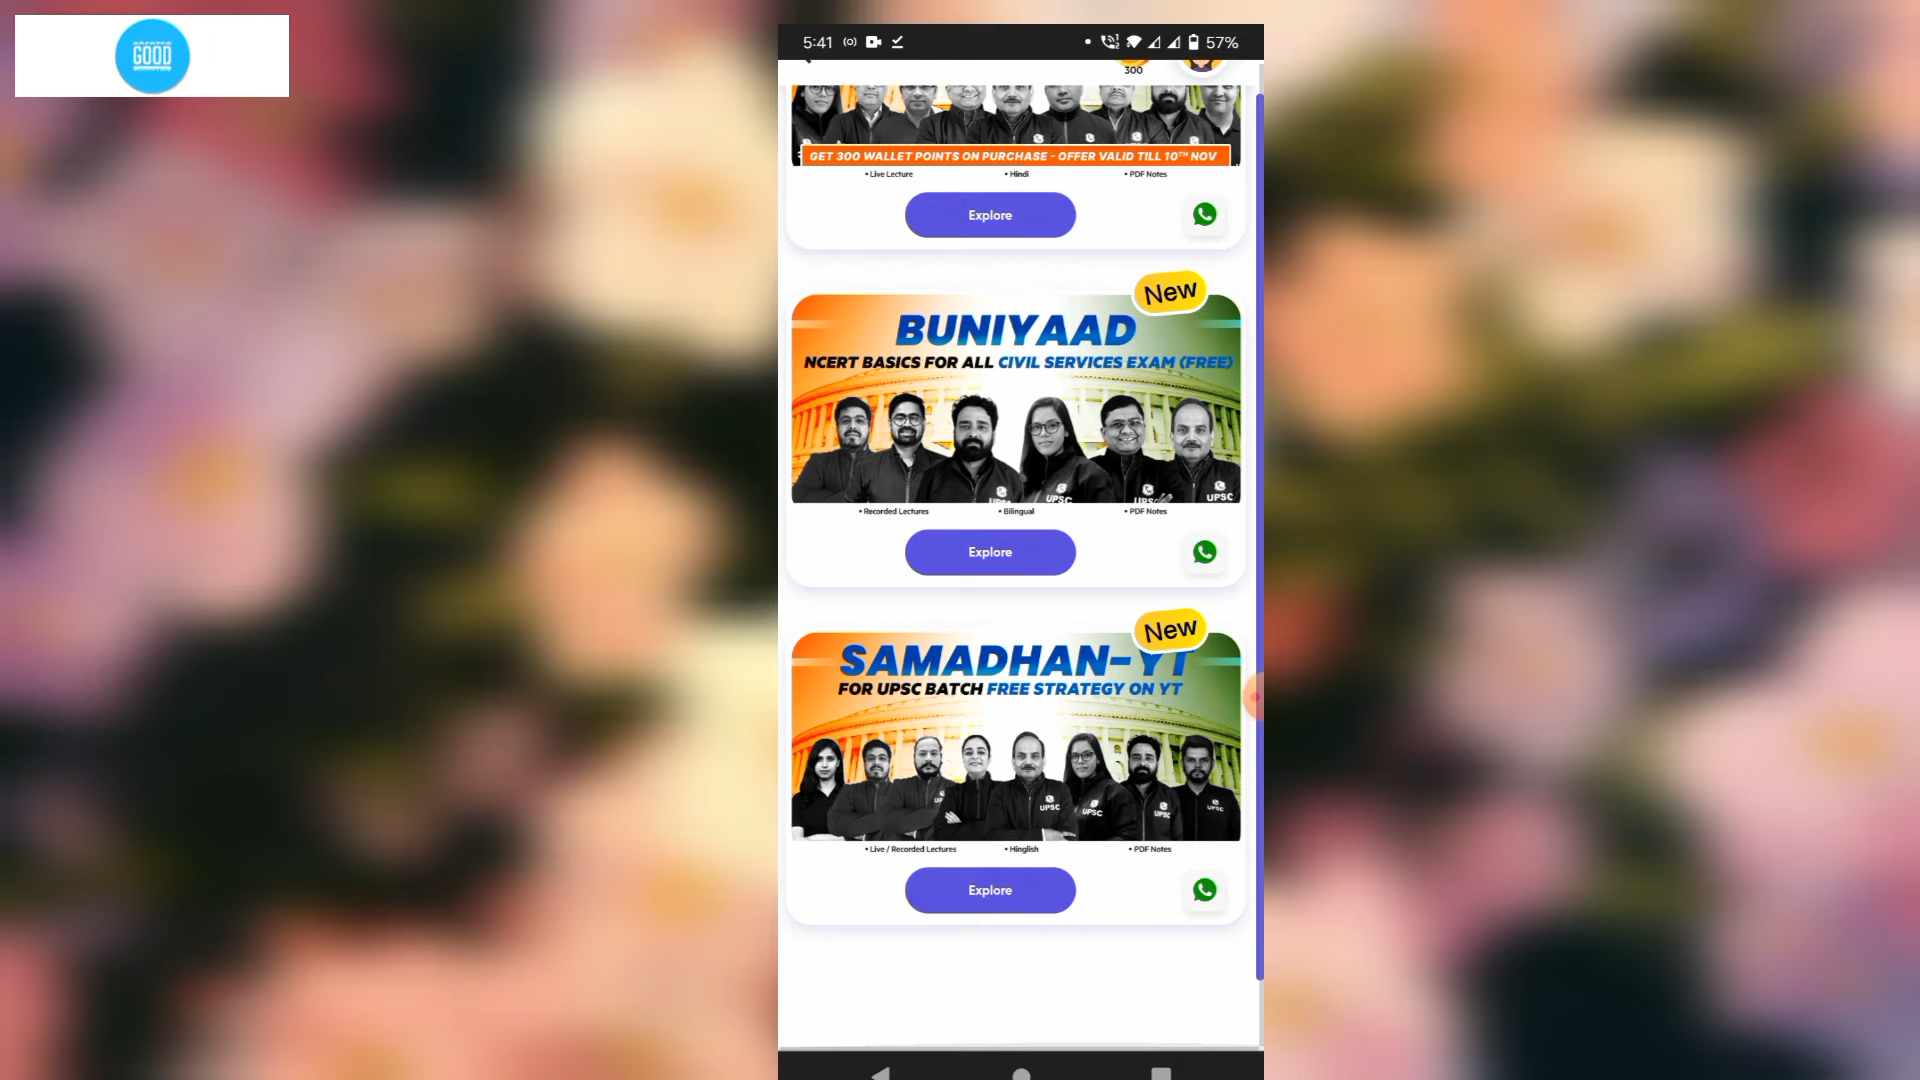 GOOD
5:41
57%
300
GET 300 WALLET POINTS ON PURCHASE - OFFER VALID TILL 10TH NOV
• Live Lecture • Hindi • PDF Notes
Explore
New
BUNIYAAD
NCERT BASICS FOR ALL CIVIL SERVICES EXAM (FREE)
UPSC UPSC UPSC UPSC
• Recorded Lectures • Bilingual • PDF Notes
Explore
New
SAMADHAN-YT
FOR UPSC BATCH FREE STRATEGY ON YT
UPSC UPSC UPSC UPSC
• Live / Recorded Lectures • Hinglish • PDF Notes
Explore